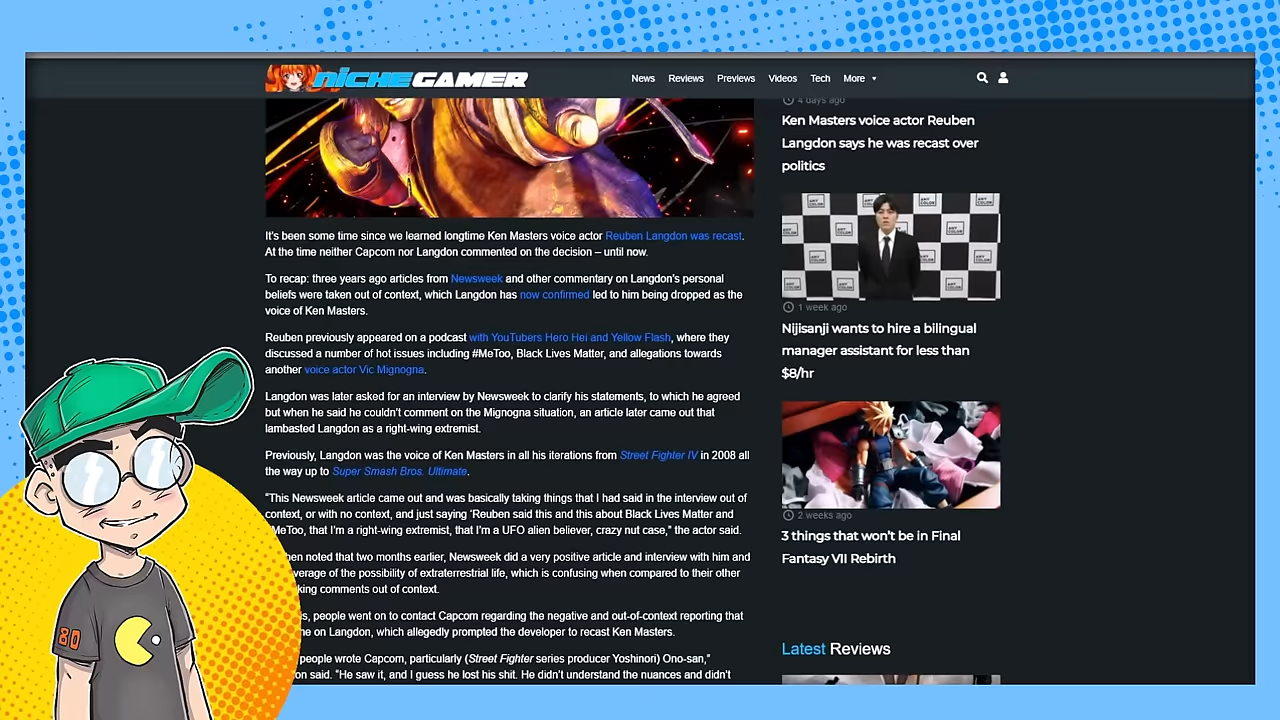 NICHEGAMER
News Reviews Previews Videos Tech More
It's been some time since we learned longtime Ken Masters voice actor Reuben Langdon was recast.
At the time neither Capcom nor Langdon commented on the decision – until now.
To recap: three years ago articles from Newsweek and other commentary on Langdon's personal
beliefs were taken out of context, which Langdon has now confirmed led to him being dropped as the
voice of Ken Masters.
Reuben previously appeared on a podcast with YouTubers Hero Hei and Yellow Flash, where they
discussed a number of hot issues including #MeToo, Black Lives Matter, and allegations towards
another voice actor Vic Mignogna.
Langdon was later asked for an interview by Newsweek to clarify his statements, to which he agreed
but when he said he couldn't comment on the Mignogna situation, an article later came out that
lambasted Langdon as a right-wing extremist.
Previously, Langdon was the voice of Ken Masters in all his iterations from Street Fighter IV in 2008 all
the way up to Super Smash Bros. Ultimate.
"This Newsweek article came out and was basically taking things that I had said in the interview out of
context, or with no context, and just saying 'Reuben said this and this about Black Lives Matter and
MeToo, that I'm a right-wing extremist, that I'm a UFO alien believer, crazy nut case," the actor said.
noted that two months earlier, Newsweek did a very positive article and interview with him and
of the possibility of extraterrestrial life, which is confusing when compared to their other
comments out of context.
people went on to contact Capcom regarding the negative and out-of-context reporting that
on Langdon, which allegedly prompted the developer to recast Ken Masters.
people wrote Capcom, particularly (Street Fighter series producer Yoshinori) Ono-san,"
said. "He saw it, and I guess he lost his shit. He didn't understand the nuances and didn't
4 days ago
Ken Masters voice actor Reuben
Langdon says he was recast over
politics
1 week ago
Nijisanji wants to hire a bilingual
manager assistant for less than
$8/hr
2 weeks ago
3 things that won't be in Final
Fantasy VII Rebirth
Latest Reviews
80